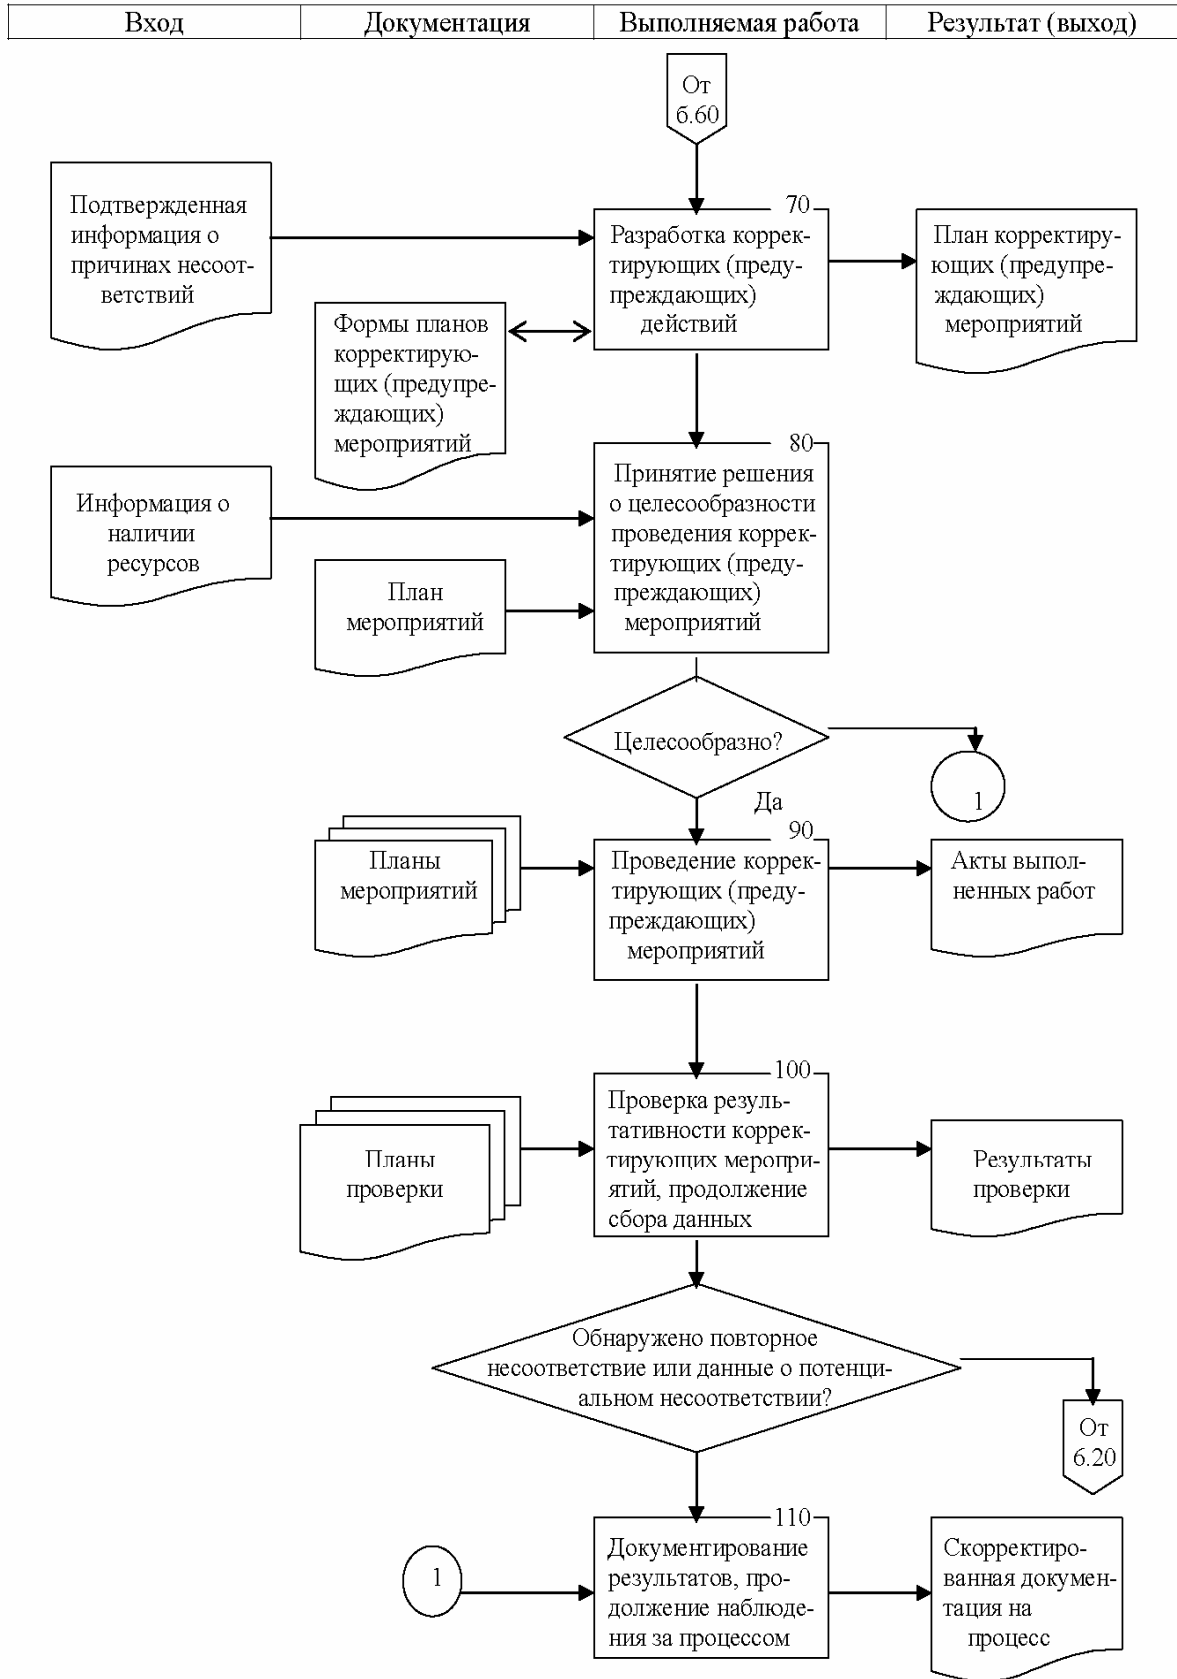 Вход
Документация
Выполняемая работа
Результат (выход)
От
б.60
Подтвержденная
информация о
причинах несоот-
ветствий
70
Разработка коррек-
тирующих (преду-
преждающих)
действий
План корректиру-
ющих (предупре-
ждающих)
мероприятий
Формы планов
корректирую-
щих (предупре-
ждающих)
мероприятий
80
Принятие решения
о целесообразности
проведения коррек-
тирующих (преду-
преждающих)
мероприятий
Информация о
наличии
ресурсов
План
мероприятий
Целесообразно?
1
Да
90
Планы
мероприятий
Проведение коррек-
тирующих (преду-
преждающих)
мероприятий
Акты выпол-
ненных работ
100
Планы
проверки
Проверка резуль-
тативности коррек-
тирующих меропри-
ятий, продолжение
сбора данных
Результаты
проверки
Обнаружено повторное
несоответствие или данные о потенци-
альном несоответствии?
От
6.20
110
1
Документирование
результатов, про-
должение наблюде-
ния за процессом
Скорректиро-
ванная докумен-
тация на
процесс